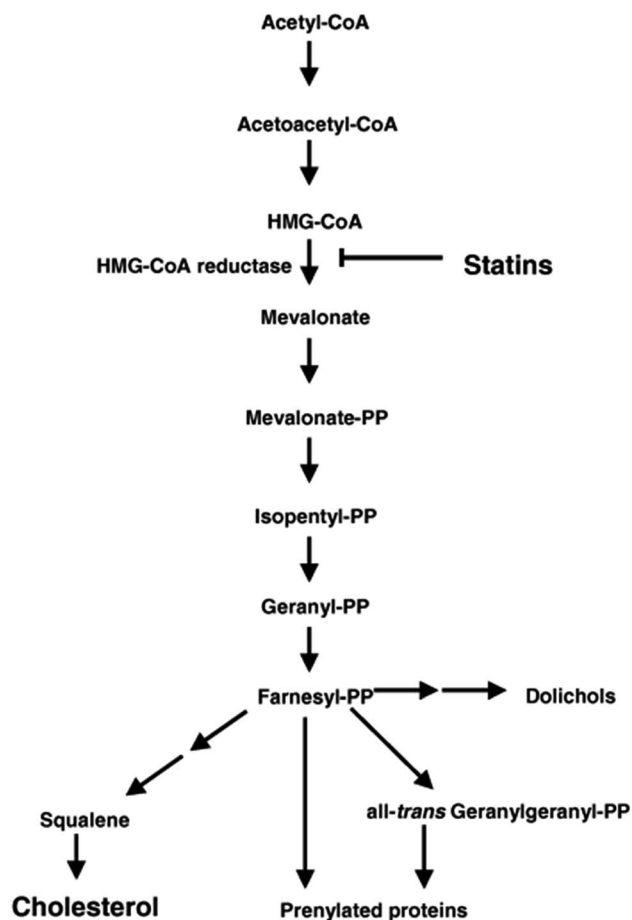 Acetyl-CoA
Acetoacetyl-CoA
HMG-CoA
HMG-CoA reductase
Statins
Mevalonate
Mevalonate-PP
Isopentyl-PP
Geranyl-PP
Farnesyl-PP
Dolichols
Squalene
all-trans Geranylgeranyl-PP
Cholesterol
Prenylated proteins